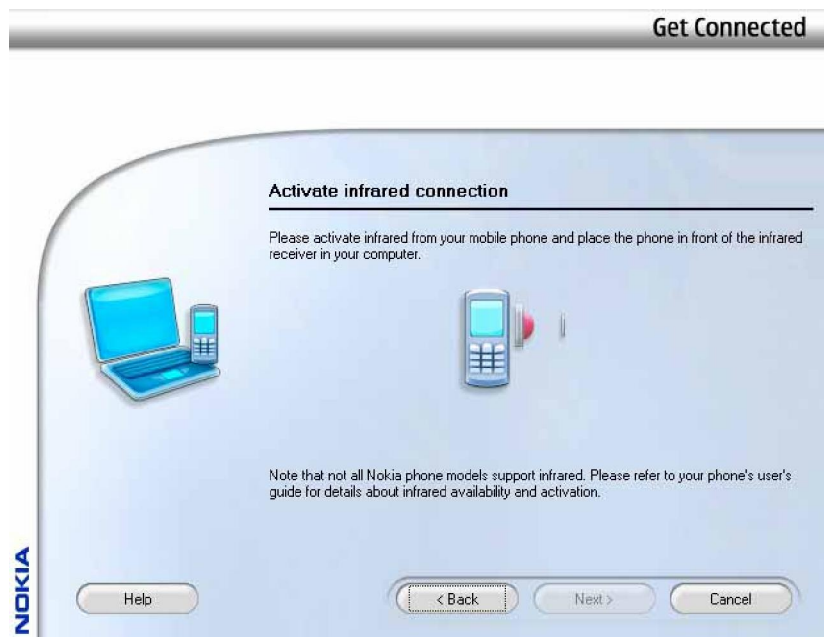 Get Connected
Activate infrared connection
Please activate infrared from your mobile phone and place the phone in front of the infrared
receiver in your computer.
Note that not all Nokia phone models support infrared. Please refer to your phone's user's
guide for details about infrared availability and activation.
NOKIA
Help
< Back
Next >
Cancel